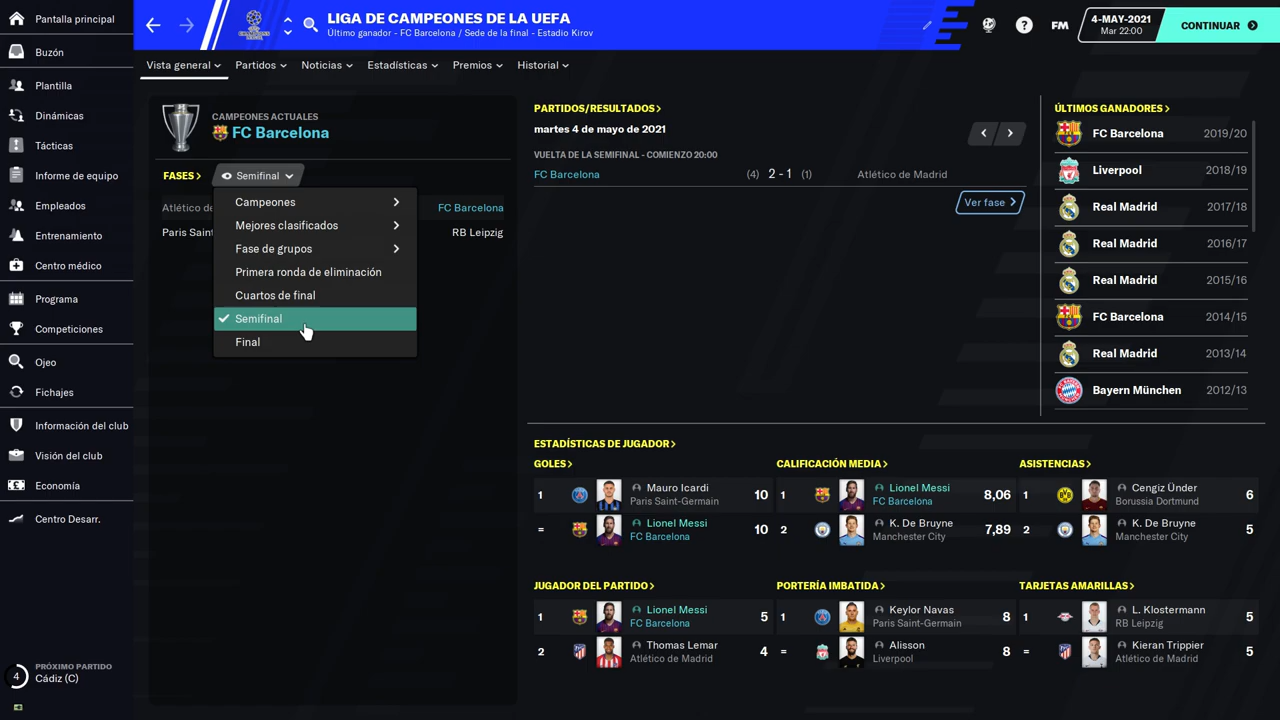 Pantalla principal
Buzón
Plantilla
Dinámicas
Tácticas
Informe de equipo
Empleados
Entrenamiento
Centro médico
Programa
Competiciones
Ojeo
Fichajes
Información del club
Visión del club
Economía
Centro Desarr.
4
PRÓXIMO PARTIDO
Cádiz (C)
LIGA DE CAMPEONES DE LA UEFA
Último ganador - FC Barcelona / Sede de la final - Estadio Kirov
FM
4-MAY-2021
Mar 22:00
CONTINUAR
Vista general Partidos Noticias Estadísticas Premios Historial
CAMPEONES ACTUALES
FC Barcelona
FASES Semifinal
Atlético de FC Barcelona
Paris Saint RB Leipzig
Campeones
Mejores clasificados
Fase de grupos
Primera ronda de eliminación
Cuartos de final
Semifinal
Final
PARTIDOS/RESULTADOS
martes 4 de mayo de 2021
VUELTA DE LA SEMIFINAL - COMIENZO 20:00
FC Barcelona (4) 2 - 1 (1) Atlético de Madrid
Ver fase
ÚLTIMOS GANADORES
FC Barcelona 2019/20
Liverpool 2018/19
Real Madrid 2017/18
Real Madrid 2016/17
Real Madrid 2015/16
FC Barcelona 2014/15
Real Madrid 2013/14
Bayern München 2012/13
ESTADÍSTICAS DE JUGADOR
GOLES
1 Mauro Icardi 10
Paris Saint-Germain
= Lionel Messi 10
FC Barcelona
CALIFICACIÓN MEDIA
1 Lionel Messi 8,06
FC Barcelona
2 K. De Bruyne 7,89
Manchester City
ASISTENCIAS
1 Cengiz Ünder 6
Borussia Dortmund
2 K. De Bruyne 5
Manchester City
JUGADOR DEL PARTIDO
1 Lionel Messi 5
FC Barcelona
2 Thomas Lemar 4
Atlético de Madrid
PORTERÍA IMBATIDA
1 Keylor Navas 8
Paris Saint-Germain
= Alisson 8
Liverpool
TARJETAS AMARILLAS
1 L. Klostermann 5
RB Leipzig
= Kieran Trippier 5
Atlético de Madrid